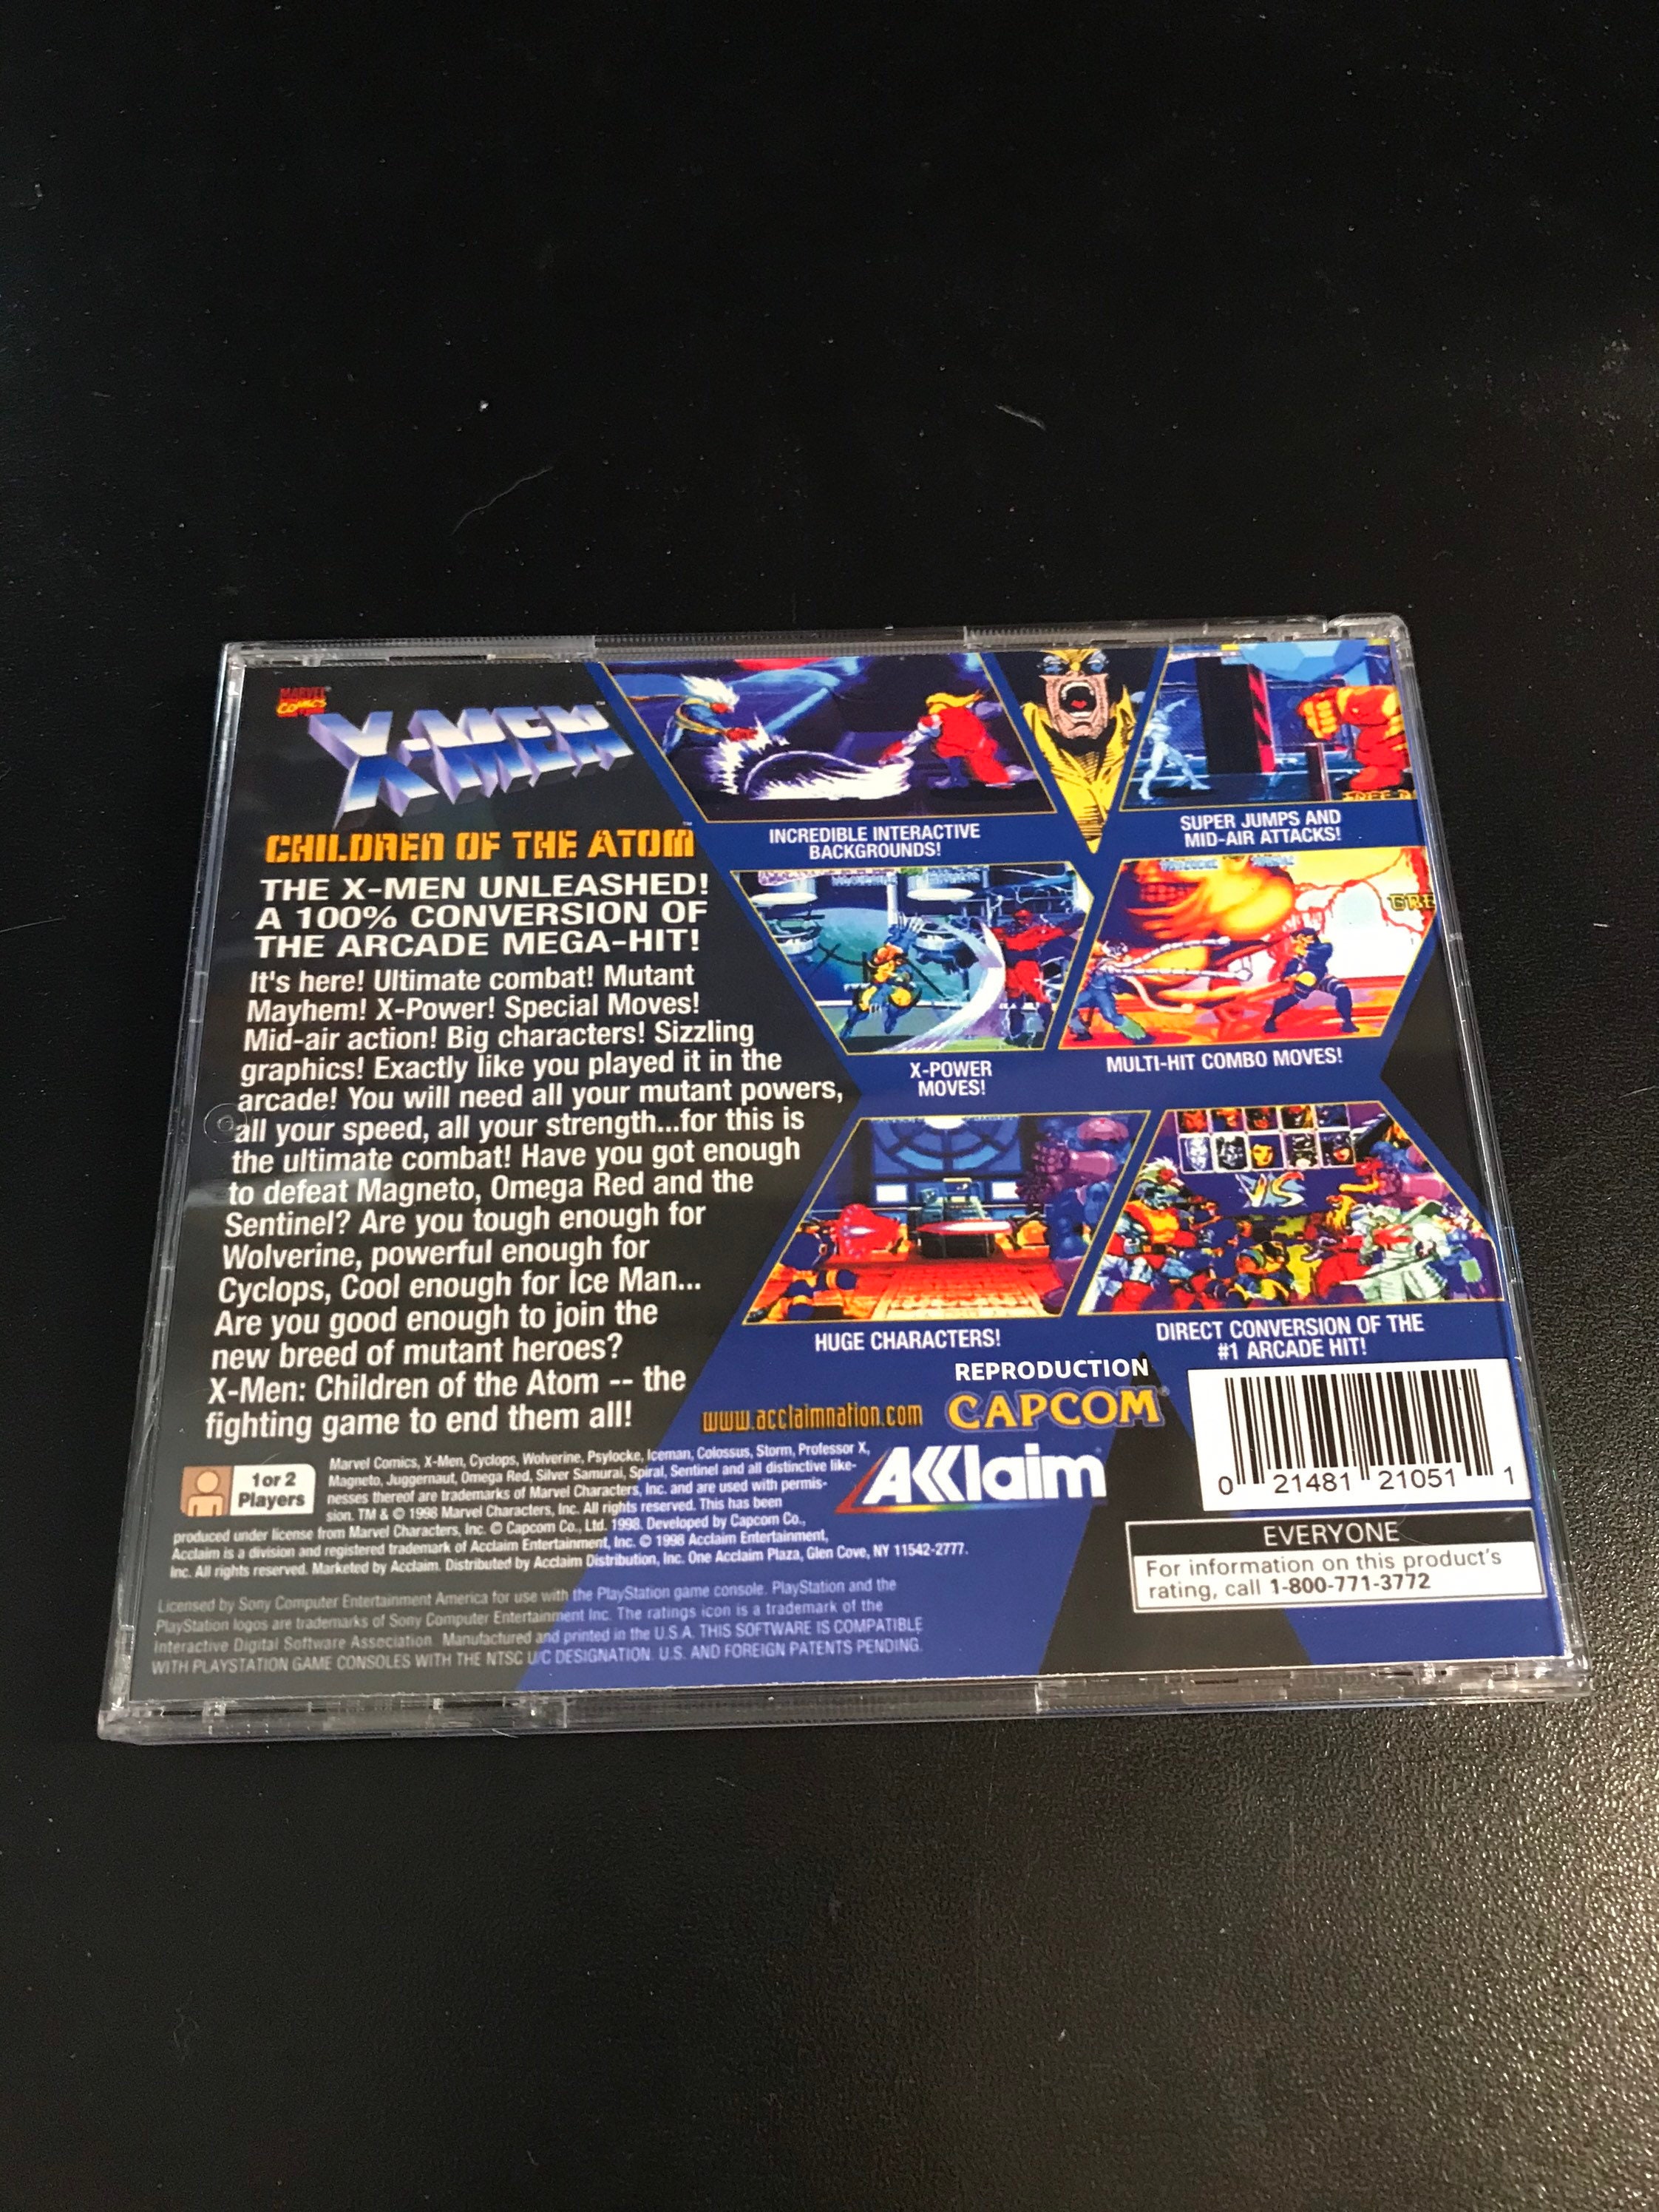 MARVEL
COMICS
X-MEN™
CHILDREN OF THE ATOM™
THE X-MEN UNLEASHED!
A 100% CONVERSION OF
THE ARCADE MEGA-HIT!
It's here! Ultimate combat! Mutant
Mayhem! X-Power! Special Moves!
Mid-air action! Big characters! Sizzling
graphics! Exactly like you played it in the
arcade! You will need all your mutant powers,
all your speed, all your strength...for this is
the ultimate combat! Have you got enough
to defeat Magneto, Omega Red and the
Sentinel? Are you tough enough for
Wolverine, powerful enough for
Cyclops, Cool enough for Ice Man...
Are you good enough to join the
new breed of mutant heroes?
X-Men: Children of the Atom -- the
fighting game to end them all!
INCREDIBLE INTERACTIVE
BACKGROUNDS!
SUPER JUMPS AND
MID-AIR ATTACKS!
X-POWER
MOVES!
GRE
MULTI-HIT COMBO MOVES!
HUGE CHARACTERS!
VS
DIRECT CONVERSION OF THE
#1 ARCADE HIT!
REPRODUCTION
www.acclaimnation.com
CAPCOM®
AKKlaim
1 or 2
Players
Marvel Comics, X-Men, Cyclops, Wolverine, Psylocke, Iceman, Colossus, Storm, Professor X,
Magneto, Juggernaut, Omega Red, Silver Samurai, Spiral, Sentinel and all distinctive like-
nesses thereof are trademarks of Marvel Characters, Inc. and are used with permis-
sion. TM & © 1998 Marvel Characters, Inc. All rights reserved. This has been
produced under license from Marvel Characters, Inc. © Capcom Co., Ltd. 1998. Developed by Capcom Co.,
Acclaim is a division and registered trademark of Acclaim Entertainment, Inc. © 1998 Acclaim Entertainment,
Inc. All rights reserved. Marketed by Acclaim. Distributed by Acclaim Distribution, Inc. One Acclaim Plaza, Glen Cove, NY 11542-2777.
Licensed by Sony Computer Entertainment America for use with the PlayStation game console. PlayStation and the
PlayStation logos are trademarks of Sony Computer Entertainment Inc. The ratings icon is a trademark of the
Interactive Digital Software Association. Manufactured and printed in the U.S.A. THIS SOFTWARE IS COMPATIBLE
WITH PLAYSTATION GAME CONSOLES WITH THE NTSC U/C DESIGNATION. U.S. AND FOREIGN PATENTS PENDING.
0 21481 21051 1
EVERYONE
For information on this product's
rating, call 1-800-771-3772